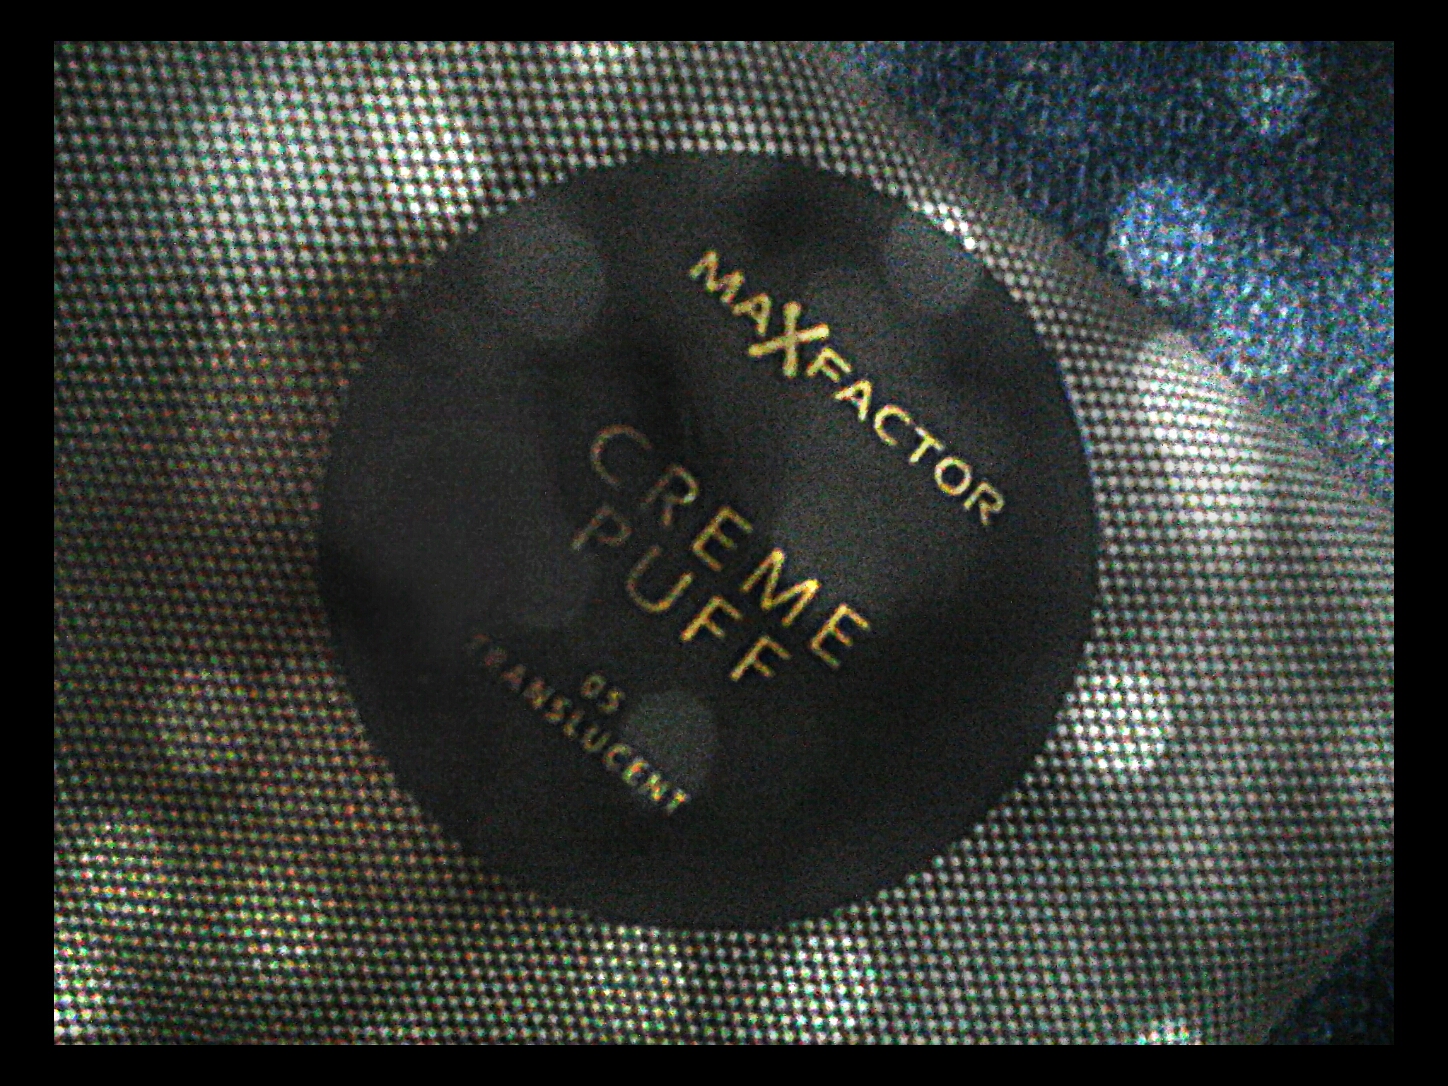 MAXFACTOR
CREME
PUFF
05
TRANSLUCENT